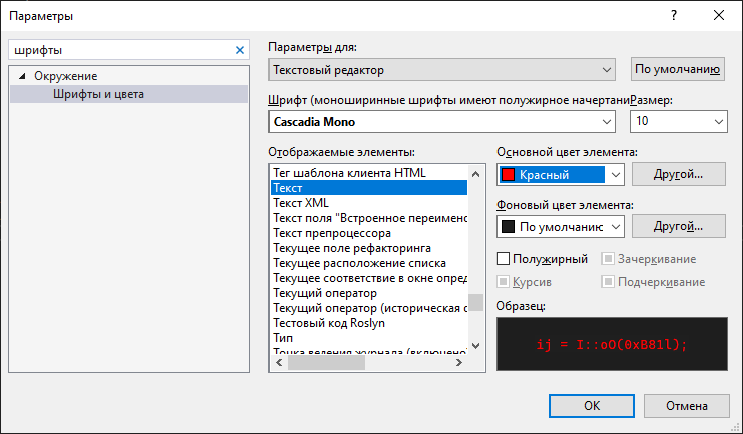 Параметры
?
шрифты
Окружение
Шрифты и цвета
Параметры для:
Текстовый редактор
По умолчанию
Шрифт (моноширинные шрифты имеют полужирное начертани
Размер:
Cascadia Mono
10
Отображаемые элементы:
Тег шаблона клиента HTML
Текст
Текст XML
Текст поля "Встроенное переимено
Текст препроцессора
Текущее поле рефакторинга
Текущее расположение списка
Текущее соответствие в окне опред
Текущий оператор
Текущий оператор (историческая с
Тестовый код Roslyn
Тип
Точка ведения журнала (включено)
Основной цвет элемента:
Красный
Другой...
Фоновый цвет элемента:
По умолчанию
Другой...
Полужирный
Зачеркивание
Курсив
Подчеркивание
Образец:
ij = I::oO(0xB81l);
ОК
Отмена